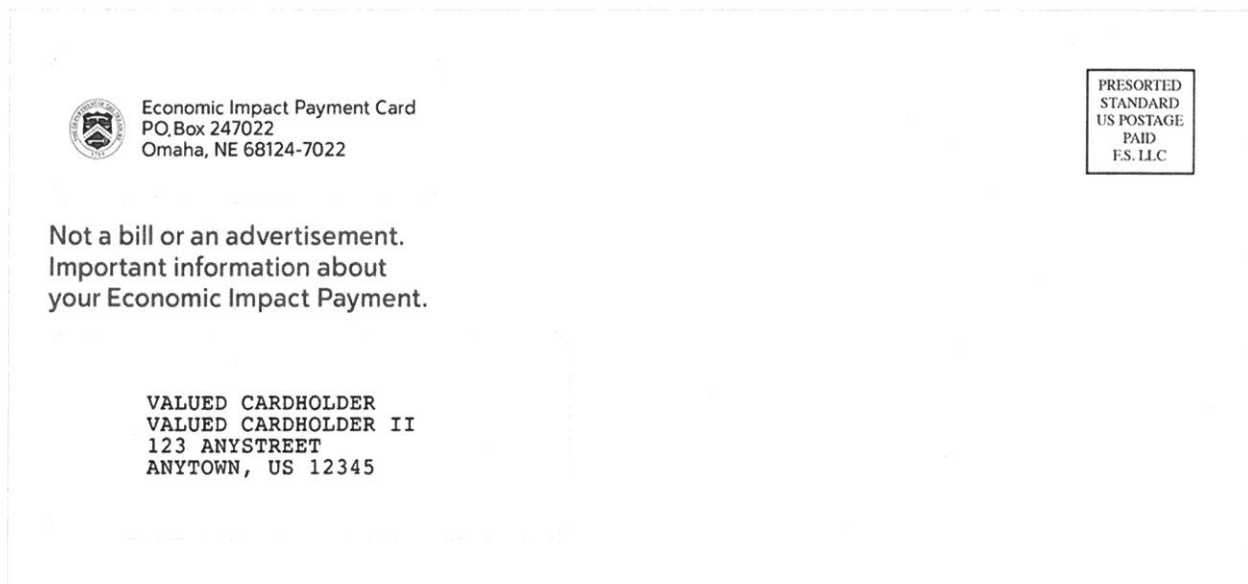 Economic Impact Payment Card
PO Box 247022
Omaha, NE 68124-7022
PRESORTED
STANDARD
US POSTAGE
PAID
F.S. LLC
Not a bill or an advertisement.
Important information about
your Economic Impact Payment.
VALUED CARDHOLDER
VALUED CARDHOLDER II
123 ANYSTREET
ANYTOWN, US 12345